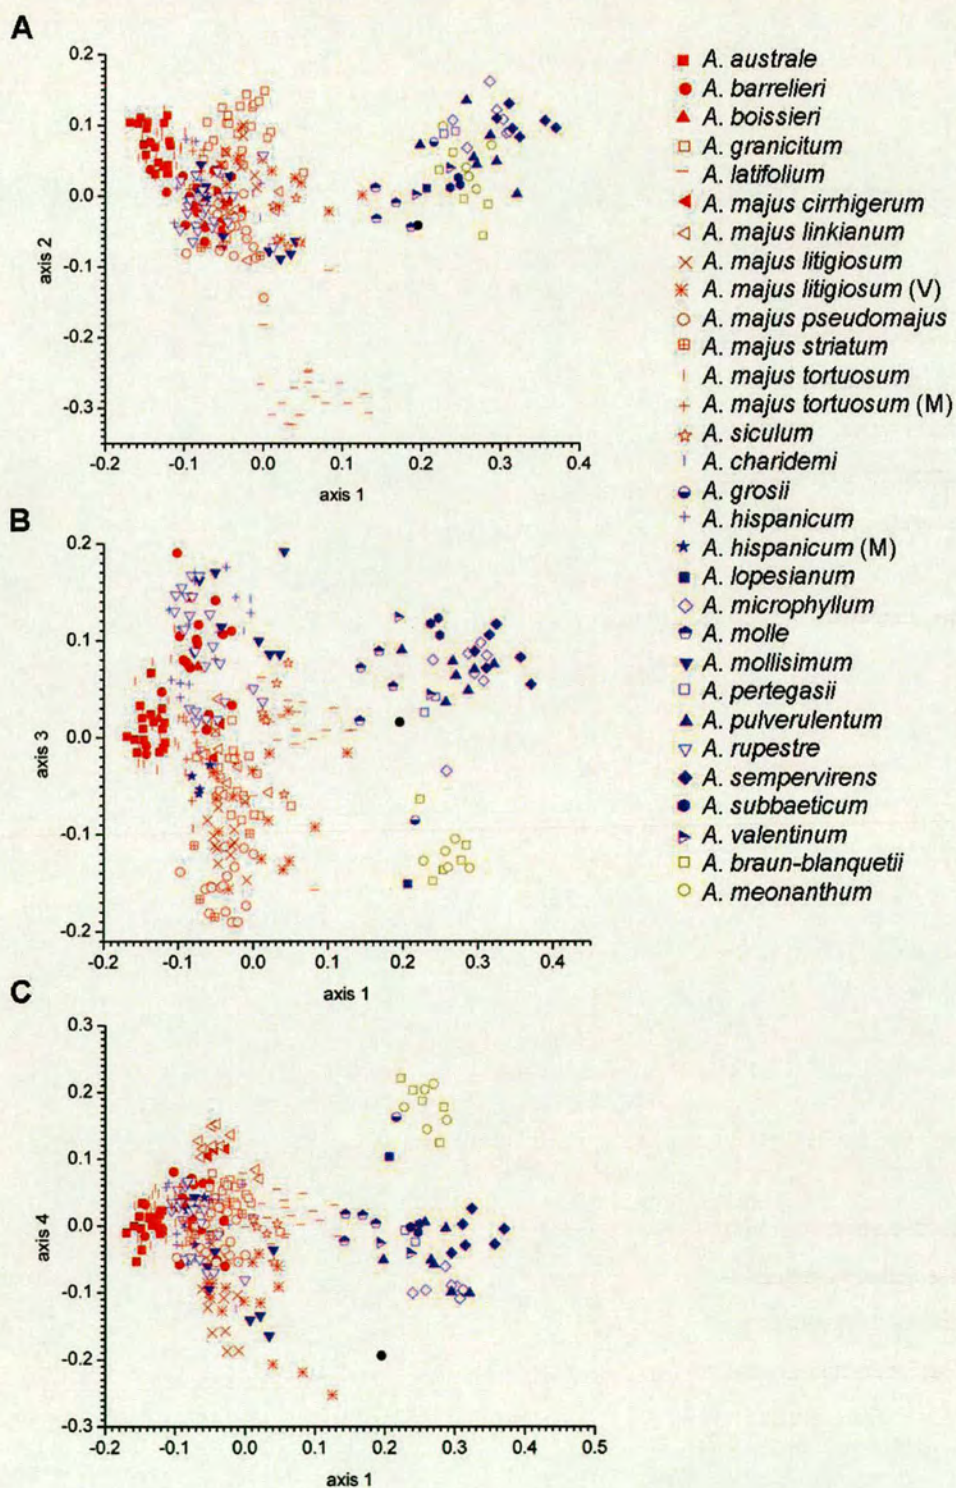 A
0.2
0.1
0.0
-0.1
-0.2
-0.3
axis 2
-0.2
-0.1
0.0
0.1
0.2
0.3
0.4
axis 1
B
0.2
0.1
0.0
-0.1
-0.2
axis 3
-0.2
-0.1
0.0
0.1
0.2
0.3
0.4
axis 1
C
0.3
0.2
0.1
0.0
-0.1
-0.2
-0.3
axis 4
-0.2
-0.1
0.0
0.1
0.2
0.3
0.4
0.5
axis 1
A. australe
A. barrelieri
A. boissieri
A. graniticum
A. latifolium
A. majus cirrhigerum
A. majus linkianum
A. majus litigiosum
A. majus litigiosum (V)
A. majus pseudomajus
A. majus striatum
A. majus tortuosum
A. majus tortuosum (M)
A. siculum
A. charidemi
A. grosii
A. hispanicum
A. hispanicum (M)
A. lopesianum
A. microphyllum
A. molle
A. mollisimum
A. pertegasii
A. pulverulentum
A. rupestre
A. sempervirens
A. subbaeticum
A. valentinum
A. braun-blanquetii
A. meonanthum